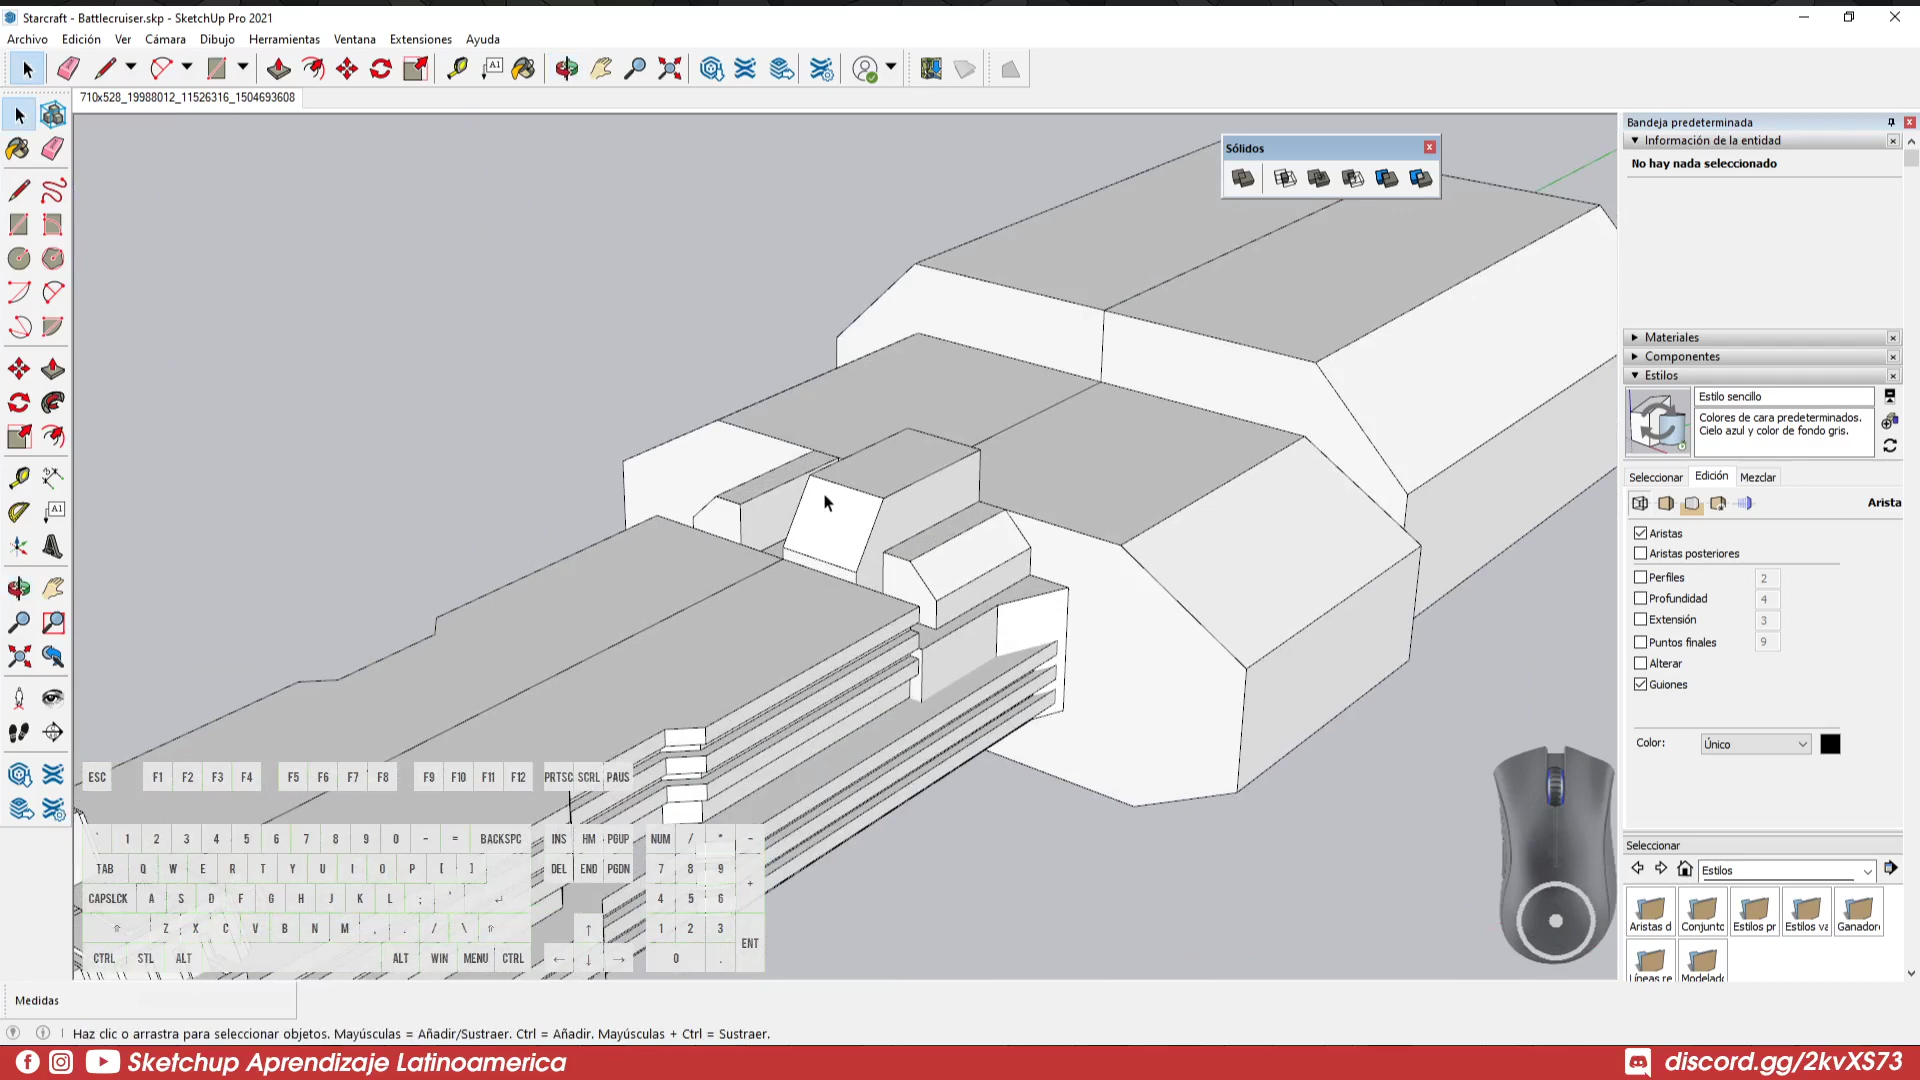 Starcraft - Battlecruiser.skp - SketchUp Pro 2021
Archivo Edición Ver Cámara Dibujo Herramientas Ventana Extensiones Ayuda
710x528_19988012_11526316_1504693608
Sólidos
Bandeja predeterminada
Información de la entidad
No hay nada seleccionado
Materiales
Componentes
Estilos
Estilo sencillo
Colores de cara predeterminados.
Cielo azul y color de fondo gris.
Seleccionar Edición Mezclar
Arista
Aristas
Aristas posteriores
Perfiles 2
Profundidad 4
Extensión 3
Puntos finales 9
Alterar
Guiones
Color: Único
Seleccionar
Estilos
Aristas d Conjunto Estilos pr Estilos va Ganador
Líneas re Modelado
ESC F1 F2 F3 F4 F5 F6 F7 F8 F9 F10 F11 F12 PRTSC SCRL PAUS
` 1 2 3 4 5 6 7 8 9 0 - = BACKSPC INS HM PGUP NUM / * -
TAB Q W E R T Y U I O P [ ] DEL END PGDN 7 8 9 +
CAPSLCK A S D F G H J K L ; ' 4 5 6
Z X C V B N M , . / \ 1 2 3 ENT
CTRL STL ALT ALT WIN MENU CTRL 0 .
Medidas
Haz clic o arrastra para seleccionar objetos. Mayúsculas = Añadir/Sustraer. Ctrl = Añadir. Mayúsculas + Ctrl = Sustraer.
Sketchup Aprendizaje Latinoamerica
discord.gg/2kvXS73